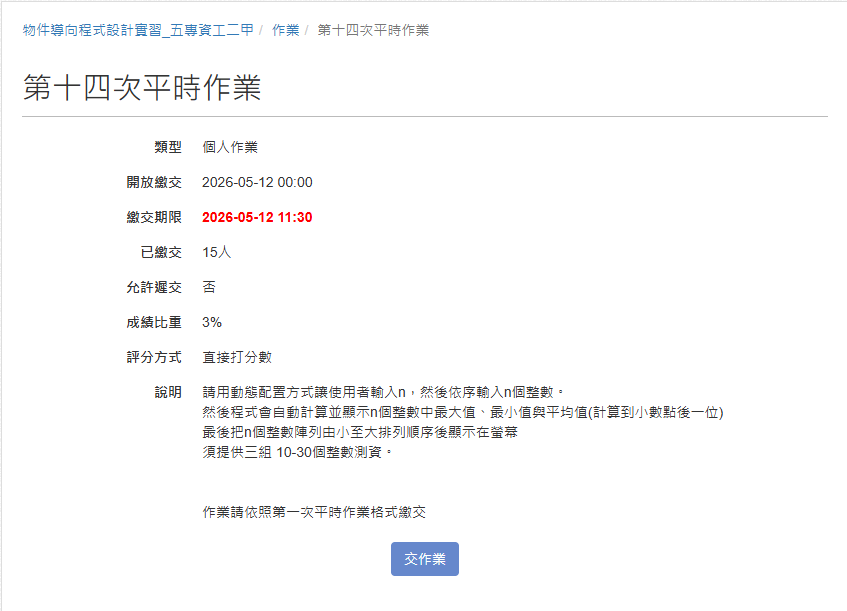 物件導向程式設計實習_五專資工二甲 / 作業 / 第十四次平時作業
第十四次平時作業
類型 個人作業
開放繳交 2026-05-12 00:00
繳交期限 2026-05-12 11:30
已繳交 15人
允許遲交 否
成績比重 3%
評分方式 直接打分數
說明 請用動態配置方式讓使用者輸入n，然後依序輸入n個整數。
然後程式會自動計算並顯示n個整數中最大值、最小值與平均值(計算到小數點後一位)
最後把n個整數陣列由小至大排列順序後顯示在螢幕
須提供三組 10-30個整數測資。
作業請依照第一次平時作業格式繳交
交作業